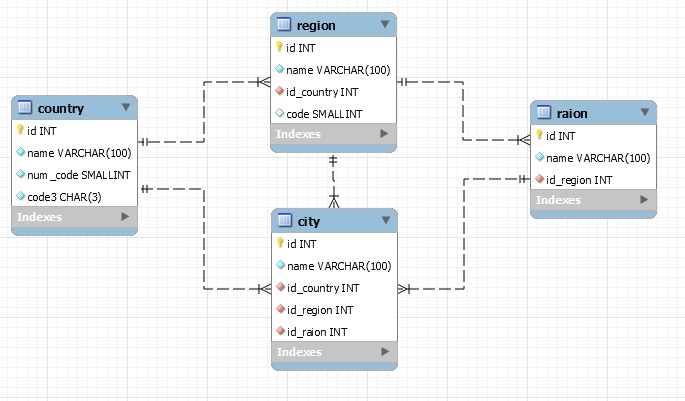 region
id INT
name VARCHAR(100)
id_country INT
code SMALLINT
Indexes
country
id INT
name VARCHAR(100)
num_code SMALLINT
code3 CHAR(3)
Indexes
raion
id INT
name VARCHAR(100)
id_region INT
Indexes
city
id INT
name VARCHAR(100)
id_country INT
id_region INT
id_raion INT
Indexes